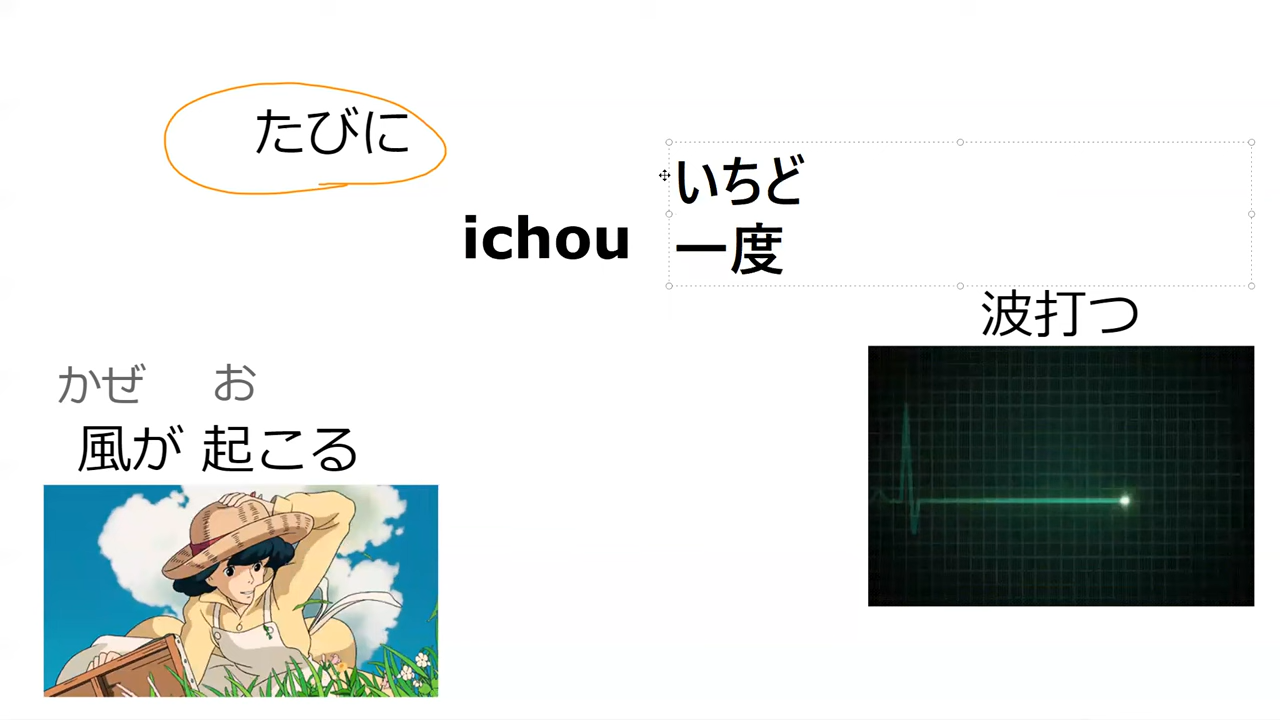 たびに
いちど
ichou
一度
波打つ
かぜ お
風が 起こる